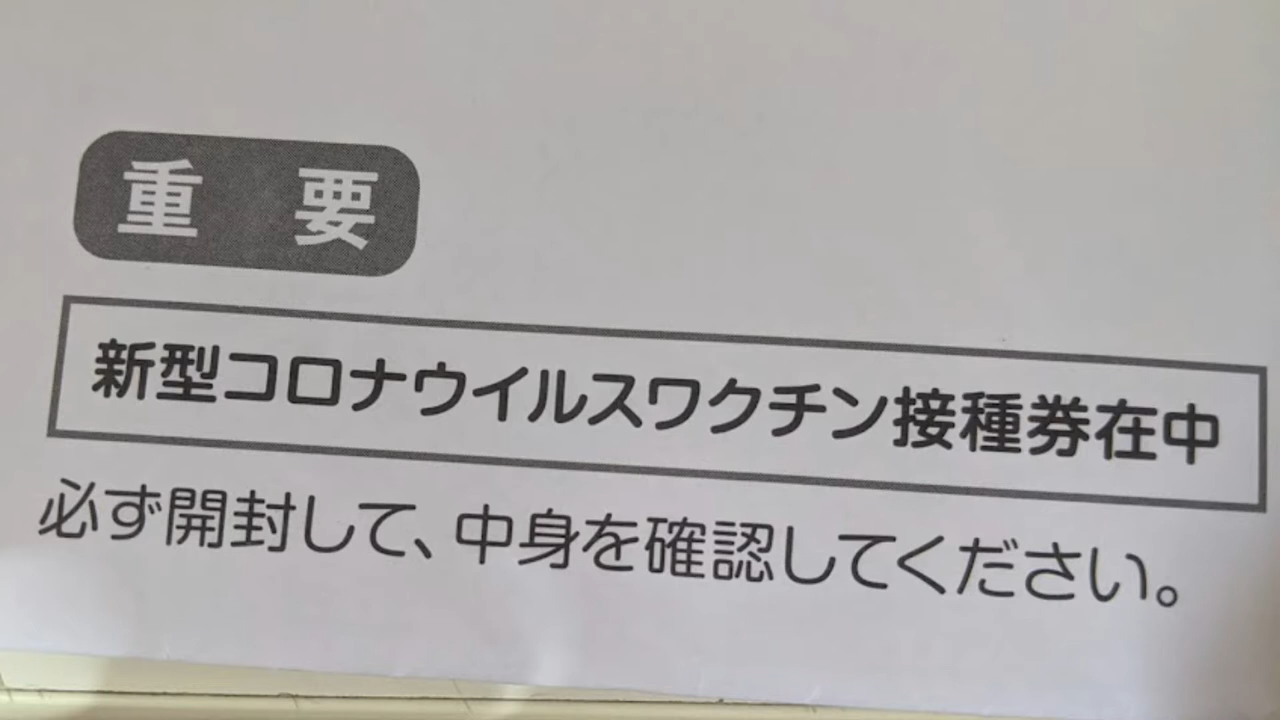 重 要
新型コロナウイルスワクチン接種券在中
必ず開封して、中身を確認してください。